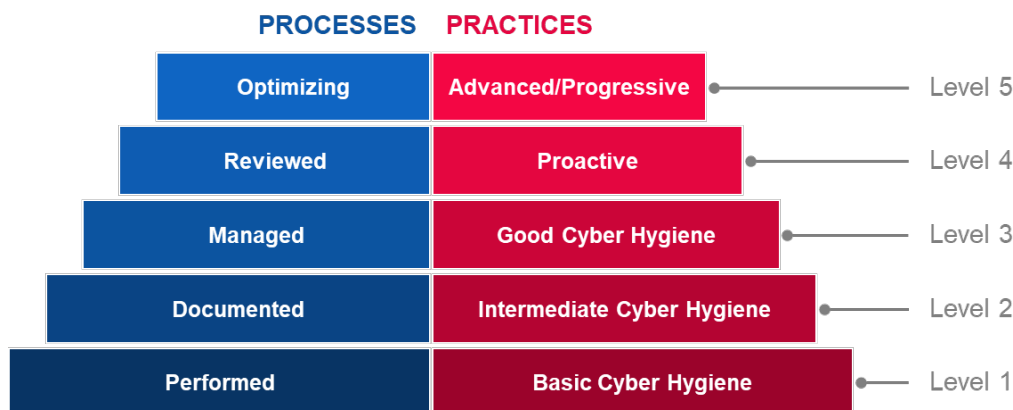 PROCESSES PRACTICES
Optimizing Advanced/Progressive Level 5
Reviewed Proactive Level 4
Managed Good Cyber Hygiene Level 3
Documented Intermediate Cyber Hygiene Level 2
Performed Basic Cyber Hygiene Level 1